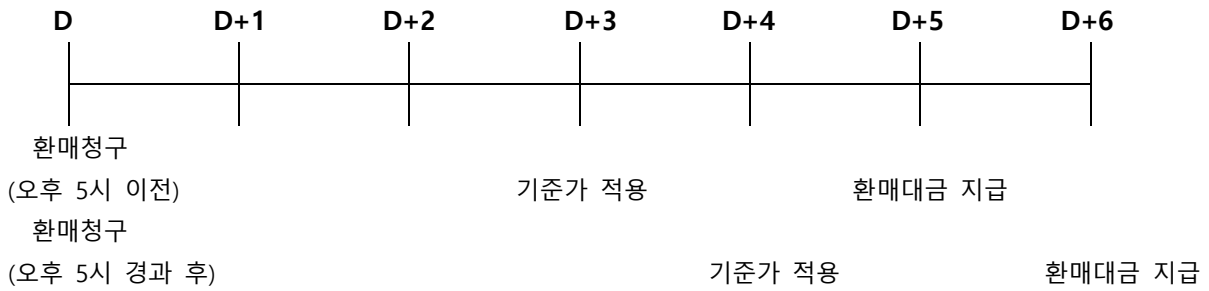 D D+1 D+2 D+3 D+4 D+5 D+6
환매청구
(오후 5시 이전) 기준가 적용 환매대금 지급
환매청구
(오후 5시 경과 후) 기준가 적용 환매대금 지급